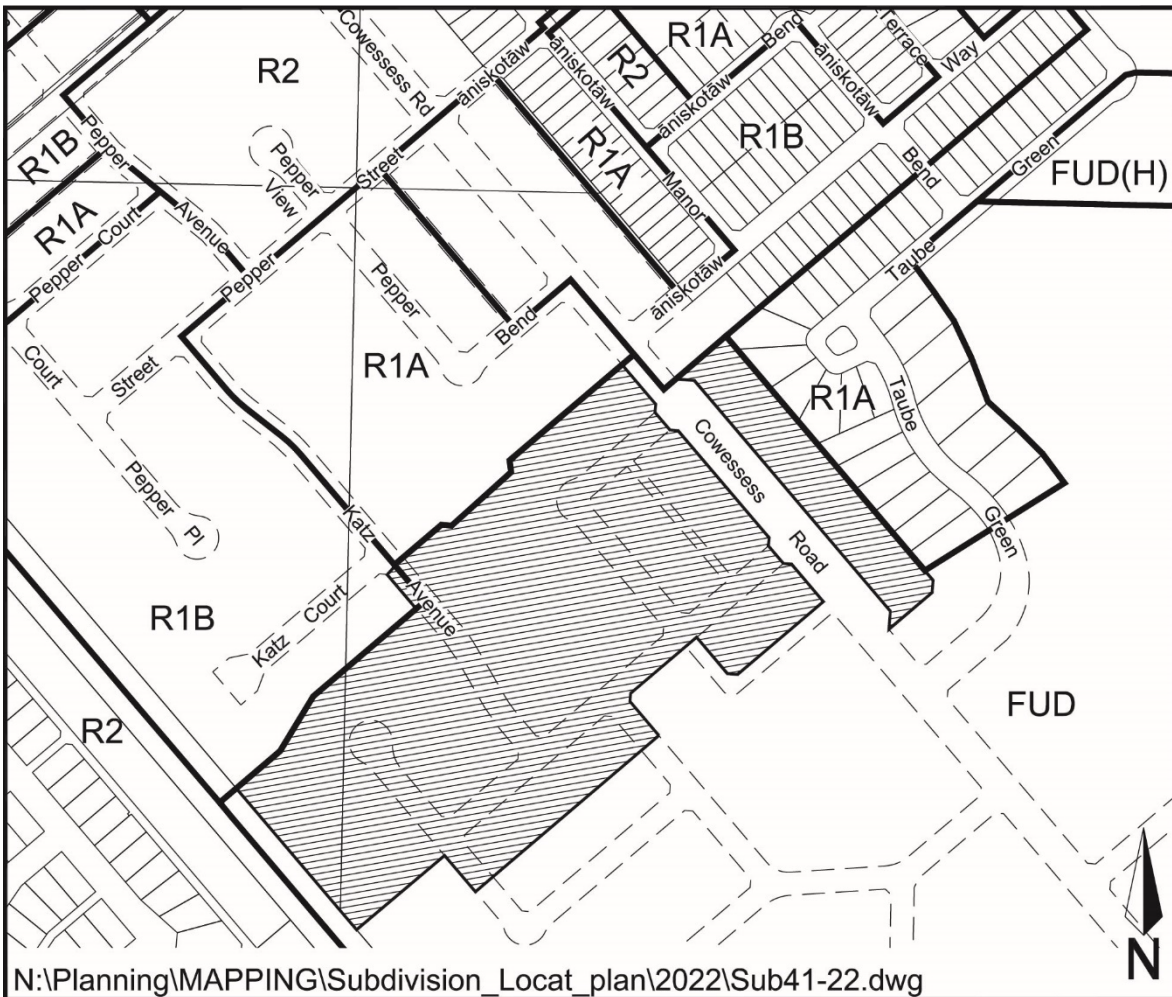 Cowessess Rd
R2
āniskotāw
āniskotāw
R2
R1A
āniskotāw
Bend
āniskotāw
Terrace
Way
R1B
Bend
Green
Taube
FUD(H)
R1B
Pepper
Avenue
R1A
Pepper Court
Pepper
View
Pepper
Street
R1A
Manor
āniskotāw
Pepper
Bend
Court
Street
Pepper
Pl
R1A
R1A
Taube
Green
Cowessess
Road
Katz
Avenue
R1B
Katz Court
R2
FUD
N
N:\Planning\MAPPING\Subdivision_Locat_plan\2022\Sub41-22.dwg